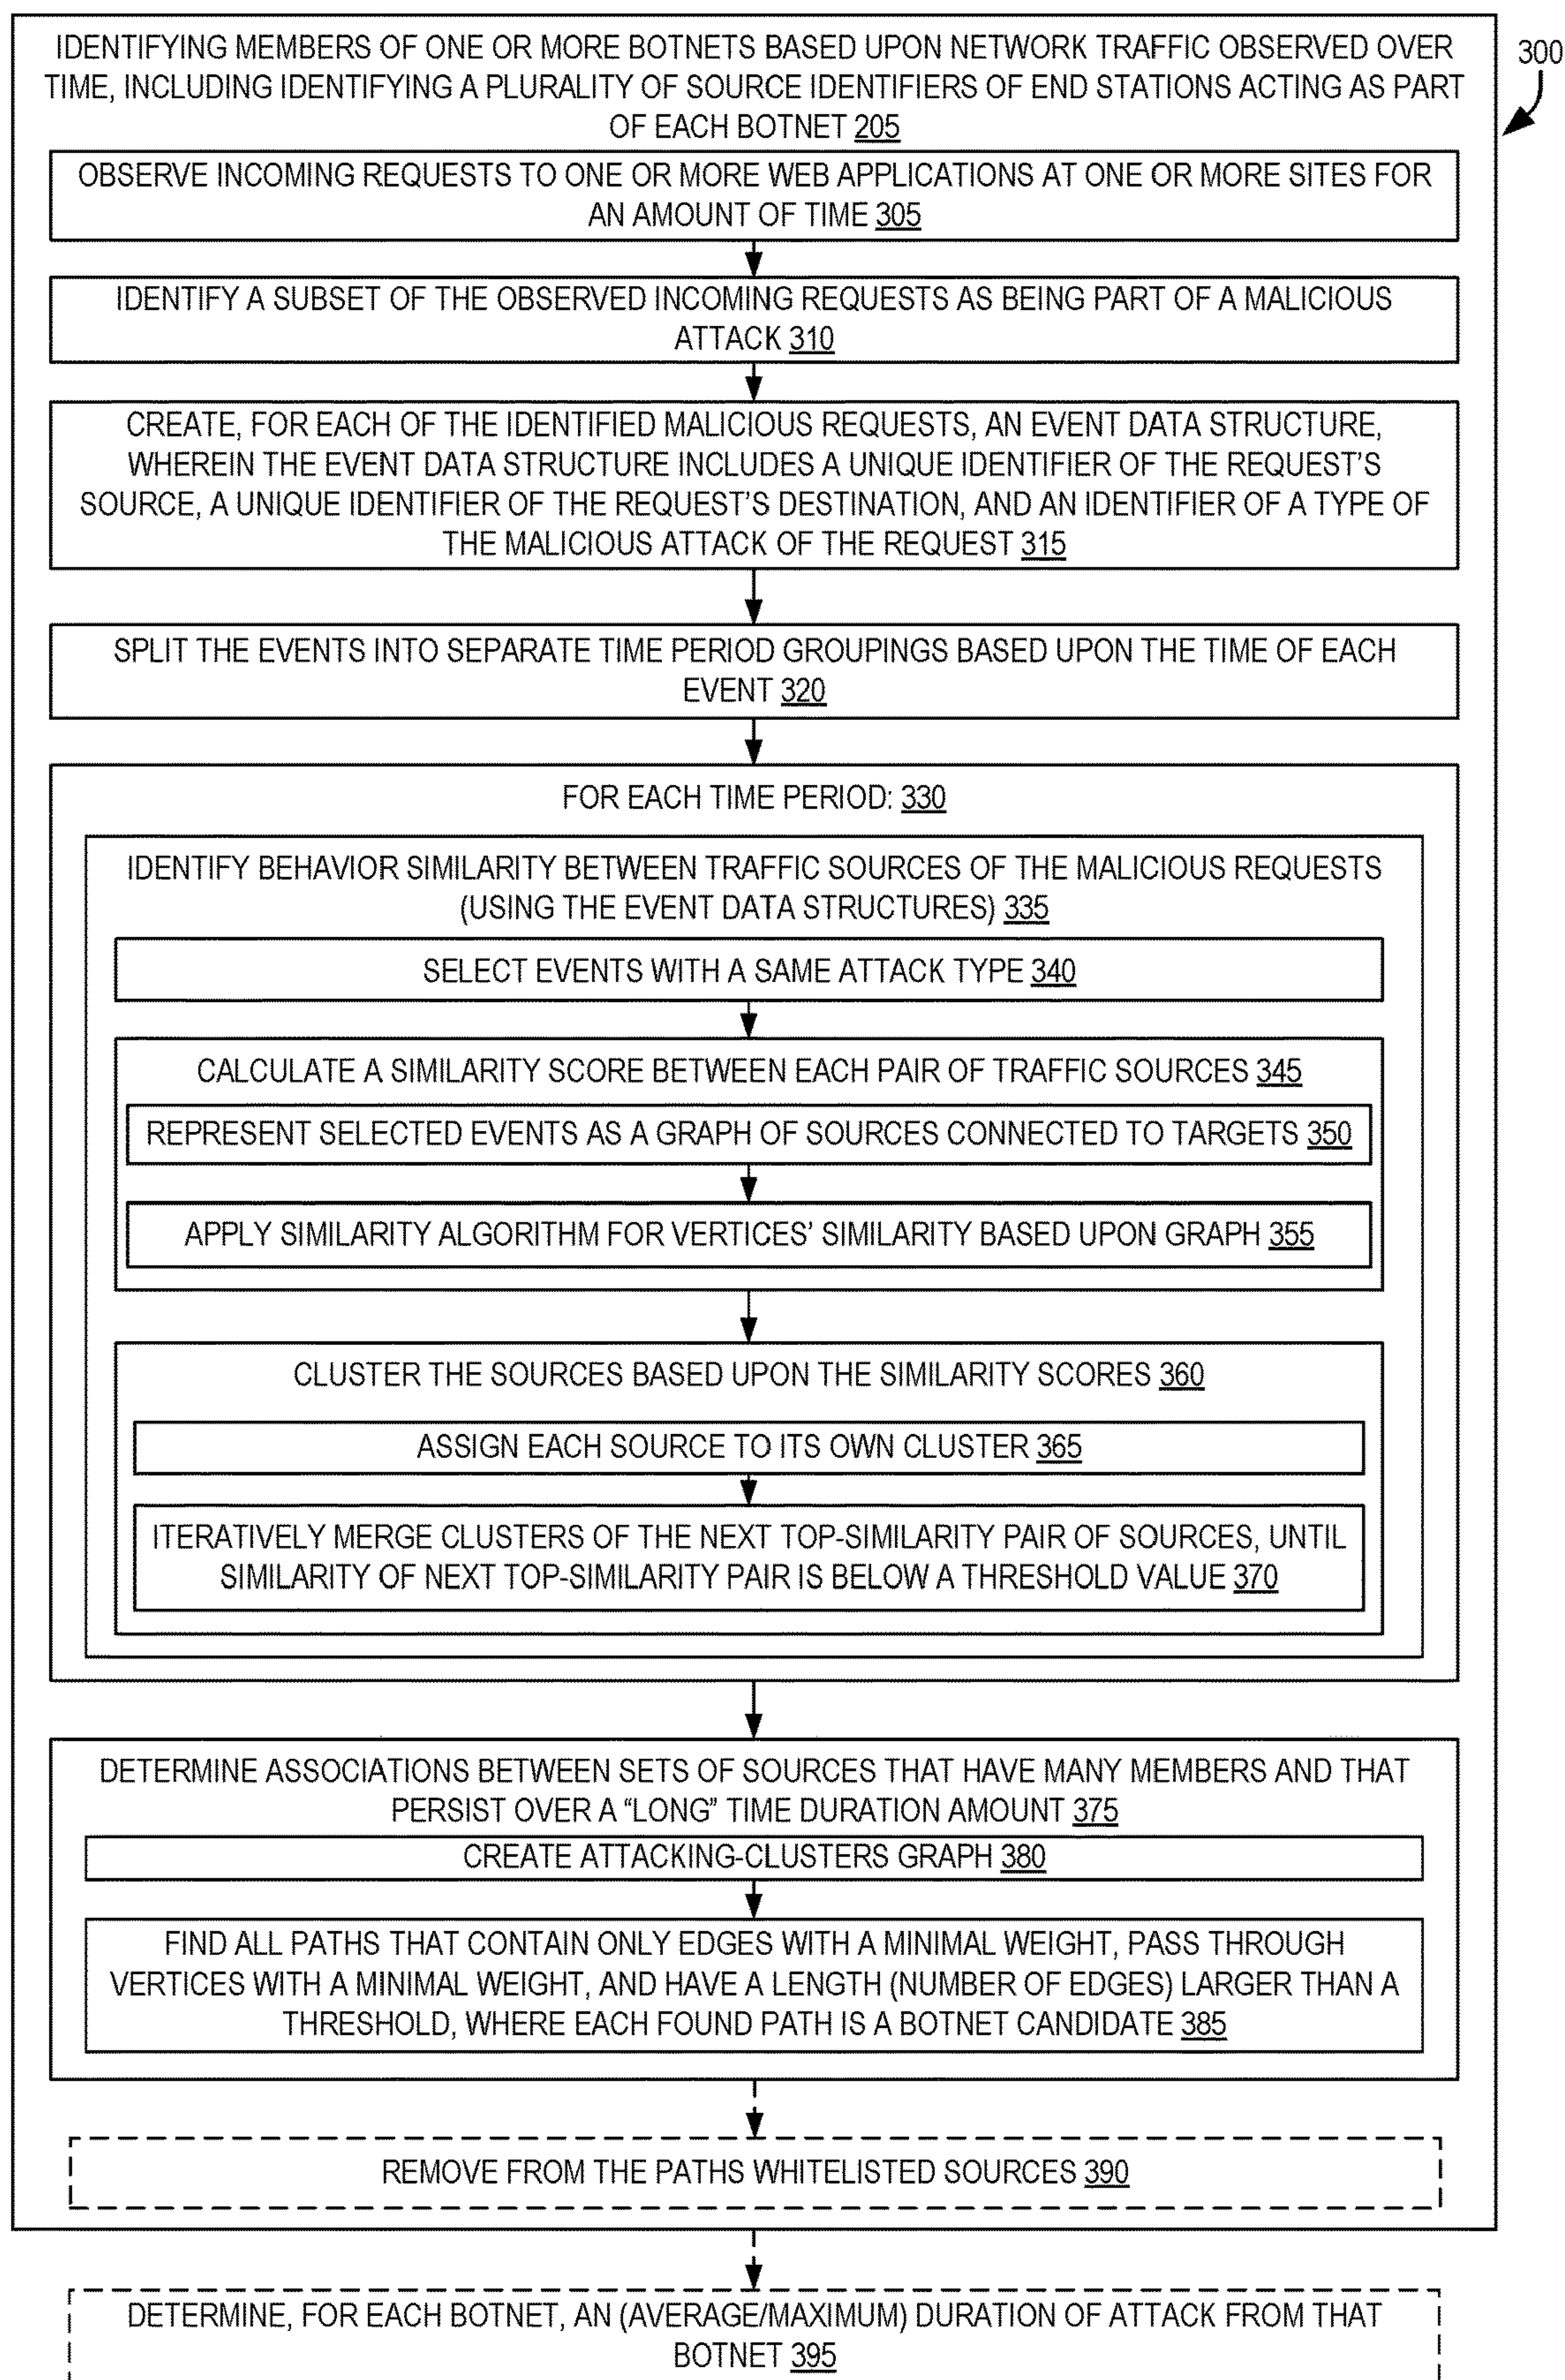 IDENTIFYING MEMBERS OF ONE OR MORE BOTNETS BASED UPON NETWORK TRAFFIC OBSERVED OVER
TIME, INCLUDING IDENTIFYING A PLURALITY OF SOURCE IDENTIFIERS OF END STATIONS ACTING AS PART
OF EACH BOTNET 205
300
OBSERVE INCOMING REQUESTS TO ONE OR MORE WEB APPLICATIONS AT ONE OR MORE SITES FOR
AN AMOUNT OF TIME 305
IDENTIFY A SUBSET OF THE OBSERVED INCOMING REQUESTS AS BEING PART OF A MALICIOUS
ATTACK 310
CREATE, FOR EACH OF THE IDENTIFIED MALICIOUS REQUESTS, AN EVENT DATA STRUCTURE,
WHEREIN THE EVENT DATA STRUCTURE INCLUDES A UNIQUE IDENTIFIER OF THE REQUEST'S
SOURCE, A UNIQUE IDENTIFIER OF THE REQUEST'S DESTINATION, AND AN IDENTIFIER OF A TYPE OF
THE MALICIOUS ATTACK OF THE REQUEST 315
SPLIT THE EVENTS INTO SEPARATE TIME PERIOD GROUPINGS BASED UPON THE TIME OF EACH
EVENT 320
FOR EACH TIME PERIOD: 330
IDENTIFY BEHAVIOR SIMILARITY BETWEEN TRAFFIC SOURCES OF THE MALICIOUS REQUESTS
(USING THE EVENT DATA STRUCTURES) 335
SELECT EVENTS WITH A SAME ATTACK TYPE 340
CALCULATE A SIMILARITY SCORE BETWEEN EACH PAIR OF TRAFFIC SOURCES 345
REPRESENT SELECTED EVENTS AS A GRAPH OF SOURCES CONNECTED TO TARGETS 350
APPLY SIMILARITY ALGORITHM FOR VERTICES' SIMILARITY BASED UPON GRAPH 355
CLUSTER THE SOURCES BASED UPON THE SIMILARITY SCORES 360
ASSIGN EACH SOURCE TO ITS OWN CLUSTER 365
ITERATIVELY MERGE CLUSTERS OF THE NEXT TOP-SIMILARITY PAIR OF SOURCES, UNTIL
SIMILARITY OF NEXT TOP-SIMILARITY PAIR IS BELOW A THRESHOLD VALUE 370
DETERMINE ASSOCIATIONS BETWEEN SETS OF SOURCES THAT HAVE MANY MEMBERS AND THAT
PERSIST OVER A “LONG” TIME DURATION AMOUNT 375
CREATE ATTACKING-CLUSTERS GRAPH 380
FIND ALL PATHS THAT CONTAIN ONLY EDGES WITH A MINIMAL WEIGHT, PASS THROUGH
VERTICES WITH A MINIMAL WEIGHT, AND HAVE A LENGTH (NUMBER OF EDGES) LARGER THAN A
THRESHOLD, WHERE EACH FOUND PATH IS A BOTNET CANDIDATE 385
REMOVE FROM THE PATHS WHITELISTED SOURCES 390
DETERMINE, FOR EACH BOTNET, AN (AVERAGE/MAXIMUM) DURATION OF ATTACK FROM THAT
BOTNET 395